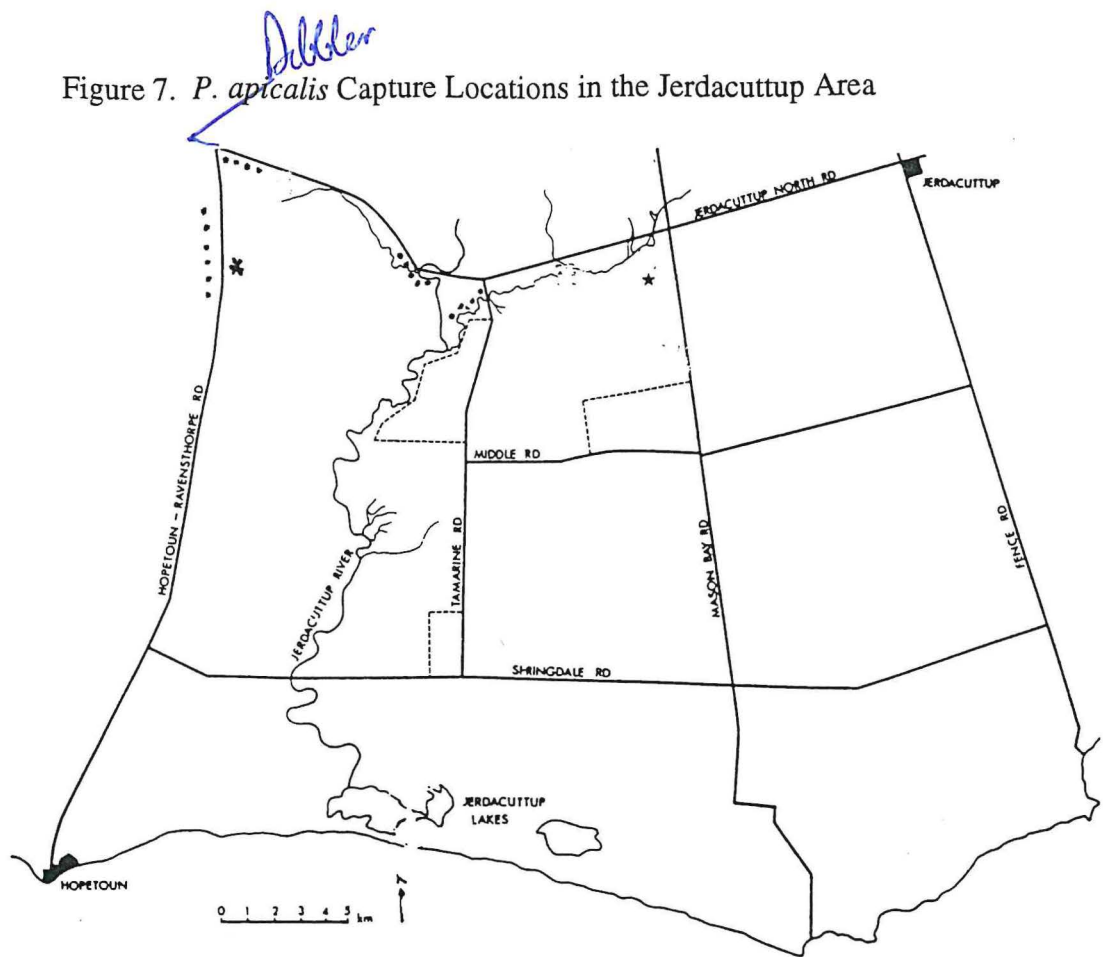 Dibbler
Figure 7. P. apicalis Capture Locations in the Jerdacuttup Area
JERDACUTTUP NORTH RD
JERDACUTTUP
HOPETOUN - RAVENSTHORPE RD
MIDDLE RD
TAMARINE RD
MASON BAY RD
FENCE RD
JERDACUTTUP RIVER
SPRINGDALE RD
JERDACUTTUP
LAKES
HOPETOUN
0 1 2 3 4 5 km